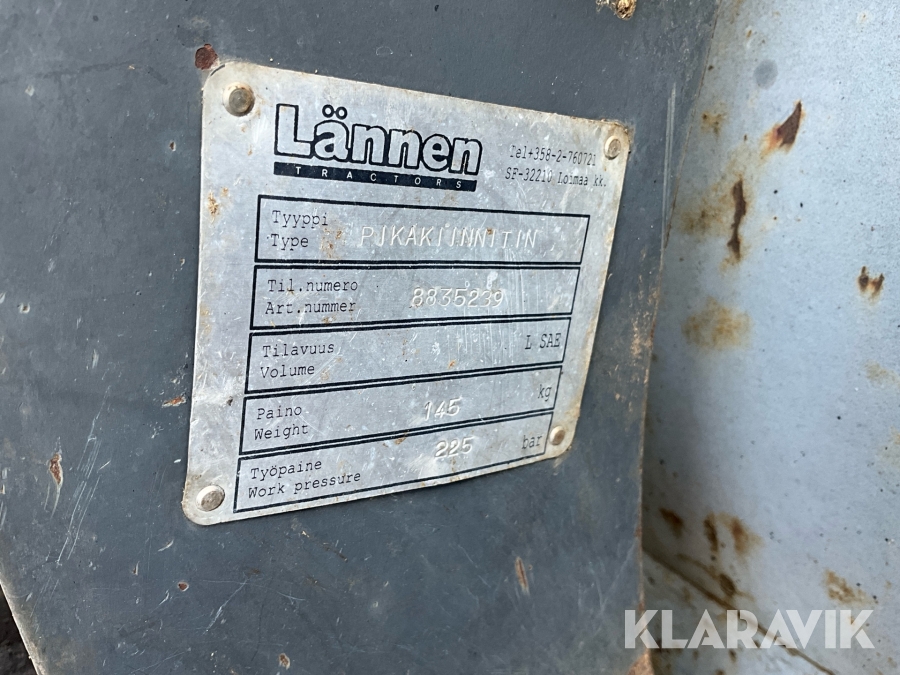 Lännen
TRACTORS
Tel+358-2-760721
SF-32210 Loimaa kk.
Tyyppi
Type PIKAKIINNITIN
Til.numero
Art.nummer 8835239
Tilavuus
Volume L SAE
Paino
Weight 145 kg
Työpaine
Work pressure 225 bar
KLARAVIK